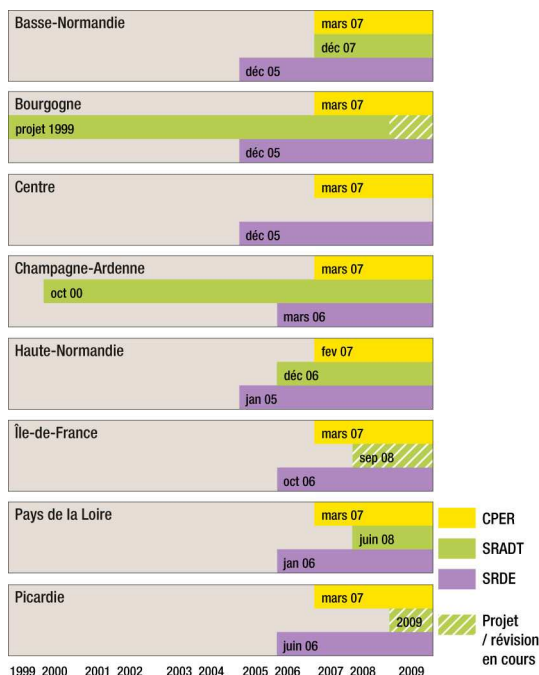 Basse-Normandie
mars 07
déc 07
déc 05
Bourgogne
mars 07
projet 1999
déc 05
Centre
mars 07
déc 05
Champagne-Ardenne
mars 07
oct 00
mars 06
Haute-Normandie
fev 07
déc 06
jan 05
Île-de-France
mars 07
sep 08
oct 06
Pays de la Loire
mars 07
juin 08
jan 06
Picardie
mars 07
2009
juin 06
CPER
SRADT
SRDE
Projet
/ révision
en cours
1999 2000 2001 2002 2003 2004 2005 2006 2007 2008 2009